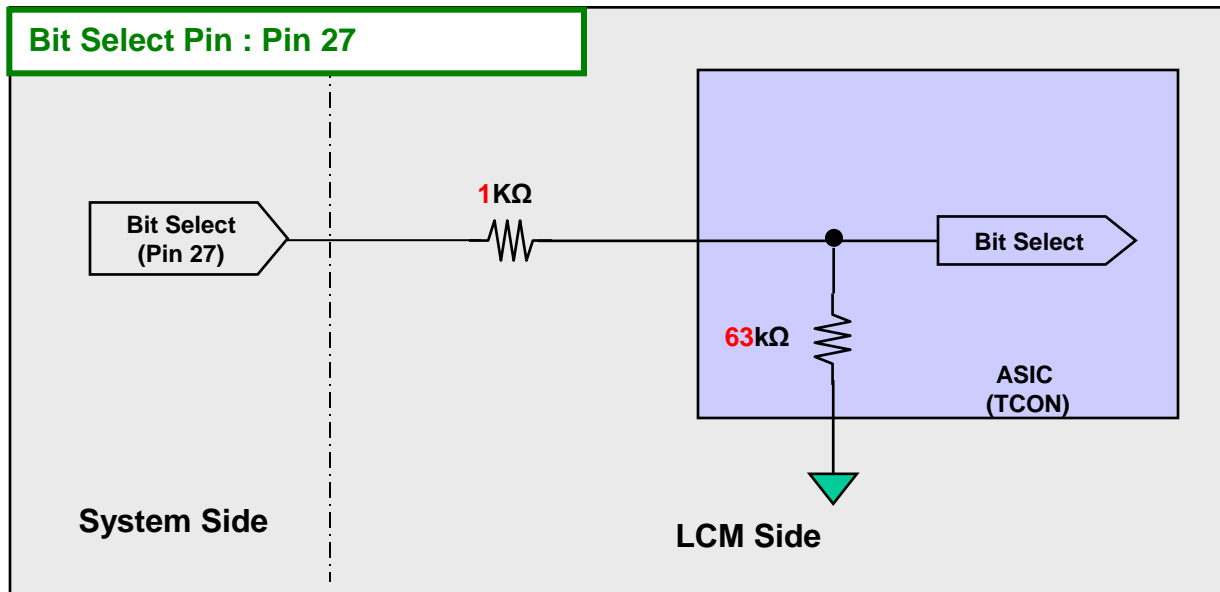 Bit Select Pin : Pin 27
1KΩ
Bit Select
(Pin 27)
Bit Select
63kΩ
ASIC
(TCON)
System Side
LCM Side